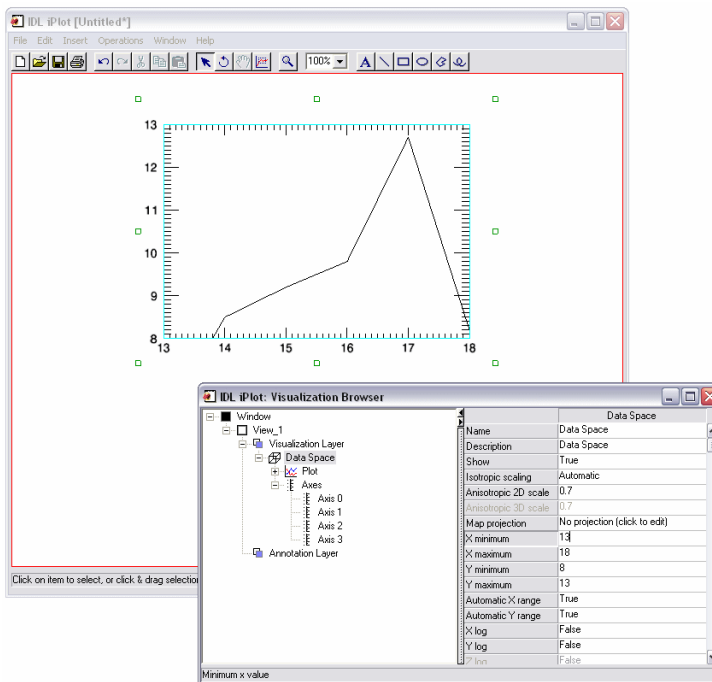 IDL iPlot [Untitled*]
File Edit Insert Operations Window Help
100%
A
13
12
11
10
9
8
13 14 15 16 17 18
Click on item to select, or click & drag selection
IDL iPlot: Visualization Browser
Window
View_1
Visualization Layer
Data Space
Plot
Axes
Axis 0
Axis 1
Axis 2
Axis 3
Annotation Layer
Data Space
Name Data Space
Description Data Space
Show True
Isotropic scaling Automatic
Anisotropic 2D scale 0.7
Anisotropic 3D scale 0.7
Map projection No projection (click to edit)
X minimum 13
X maximum 18
Y minimum 8
Y maximum 13
Automatic X range True
Automatic Y range True
X log False
Y log False
Z log False
Minimum x value